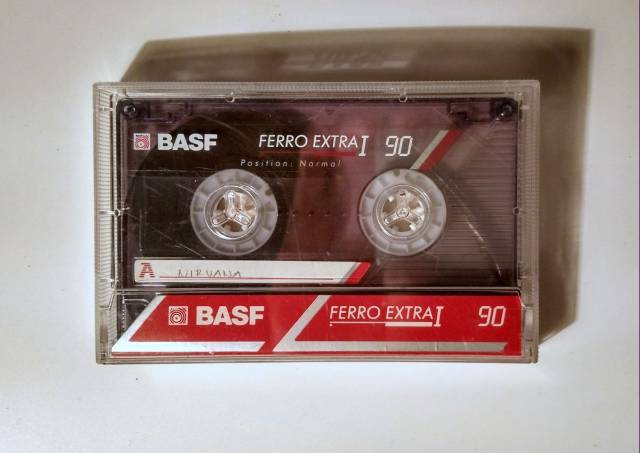 BASF FERRO EXTRA I 90
Position: Normal
A NIRVANA
BASF FERRO EXTRA I 90